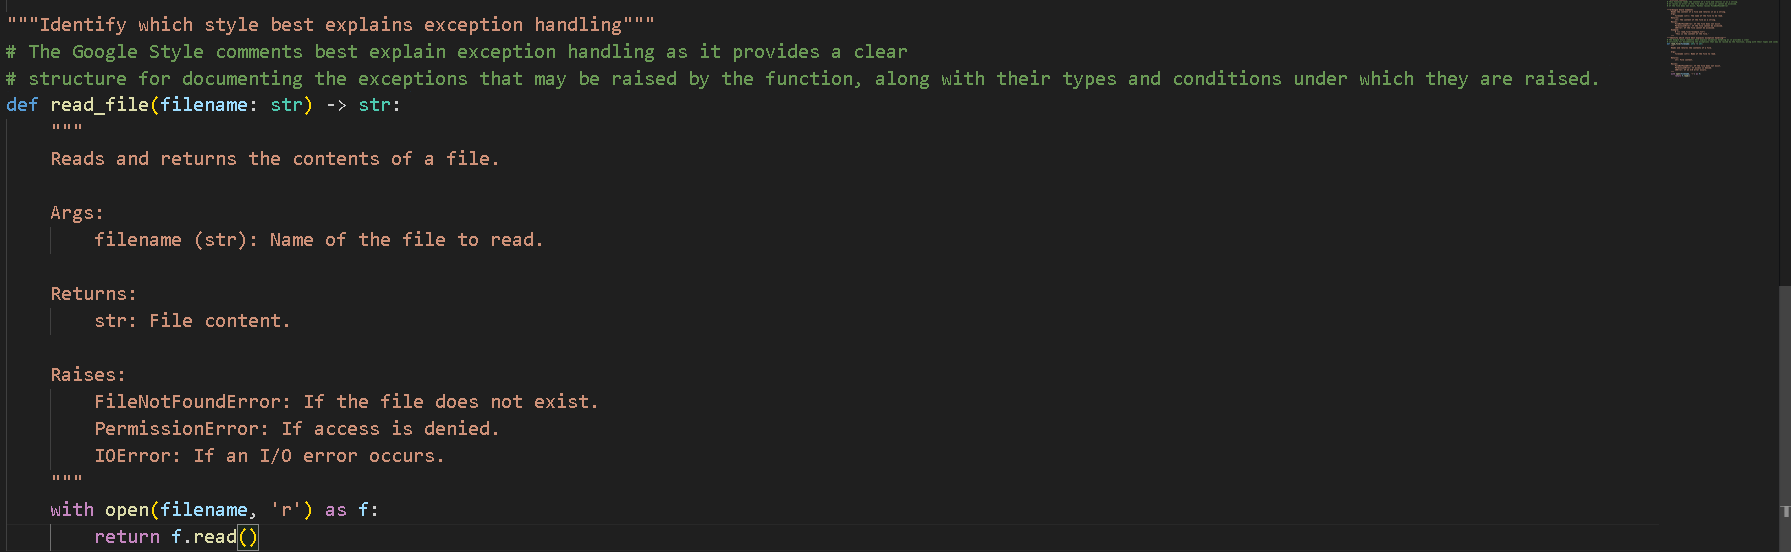 """Identify which style best explains exception handling"""
# The Google Style comments best explain exception handling as it provides a clear
# structure for documenting the exceptions that may be raised by the function, along with their types and conditions under which they are raised.
def read_file(filename: str) -> str:
    """
    Reads and returns the contents of a file.

    Args:
        filename (str): Name of the file to read.

    Returns:
        str: File content.

    Raises:
        FileNotFoundError: If the file does not exist.
        PermissionError: If access is denied.
        IOError: If an I/O error occurs.
    """
    with open(filename, 'r') as f:
        return f.read()